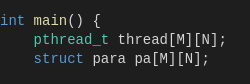 int main() {
    pthread_t thread[M][N];
    struct para pa[M][N];